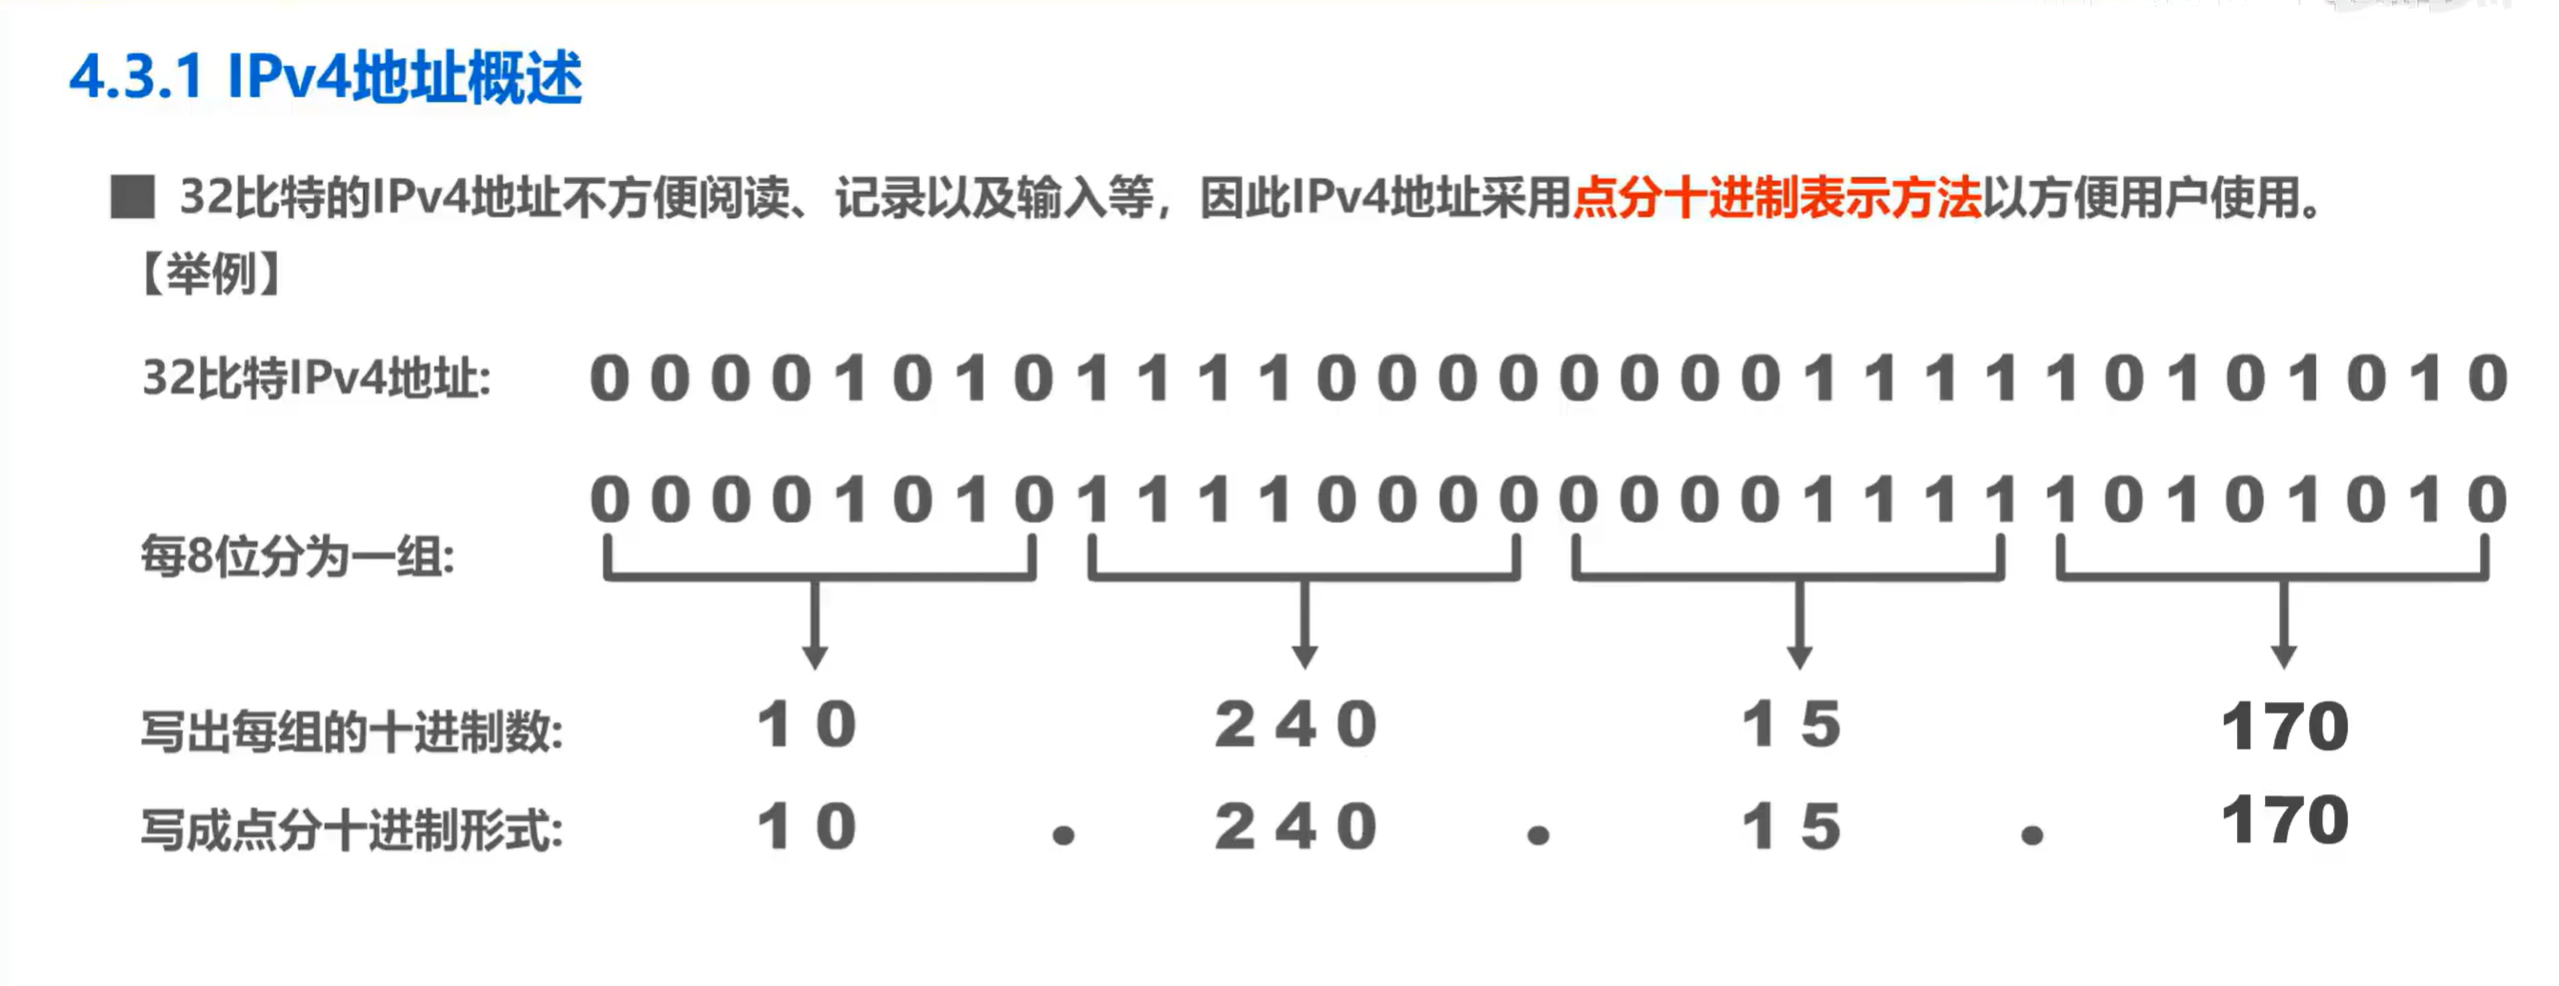 4.3.1 IPv4地址概述
32比特的IPv4地址不方便阅读、记录以及输入等，因此IPv4地址采用点分十进制表示方法以方便用户使用。
【举例】
32比特IPv4地址: 0 0 0 0 1 0 1 0 1 1 1 1 0 0 0 0 0 0 0 0 1 1 1 1 1 0 1 0 1 0 1 0
0 0 0 0 1 0 1 0 1 1 1 1 0 0 0 0 0 0 0 0 1 1 1 1 1 0 1 0 1 0 1 0
每8位分为一组:
写出每组的十进制数: 1 0 2 4 0 1 5 170
写成点分十进制形式: 1 0 . 2 4 0 . 1 5 . 170